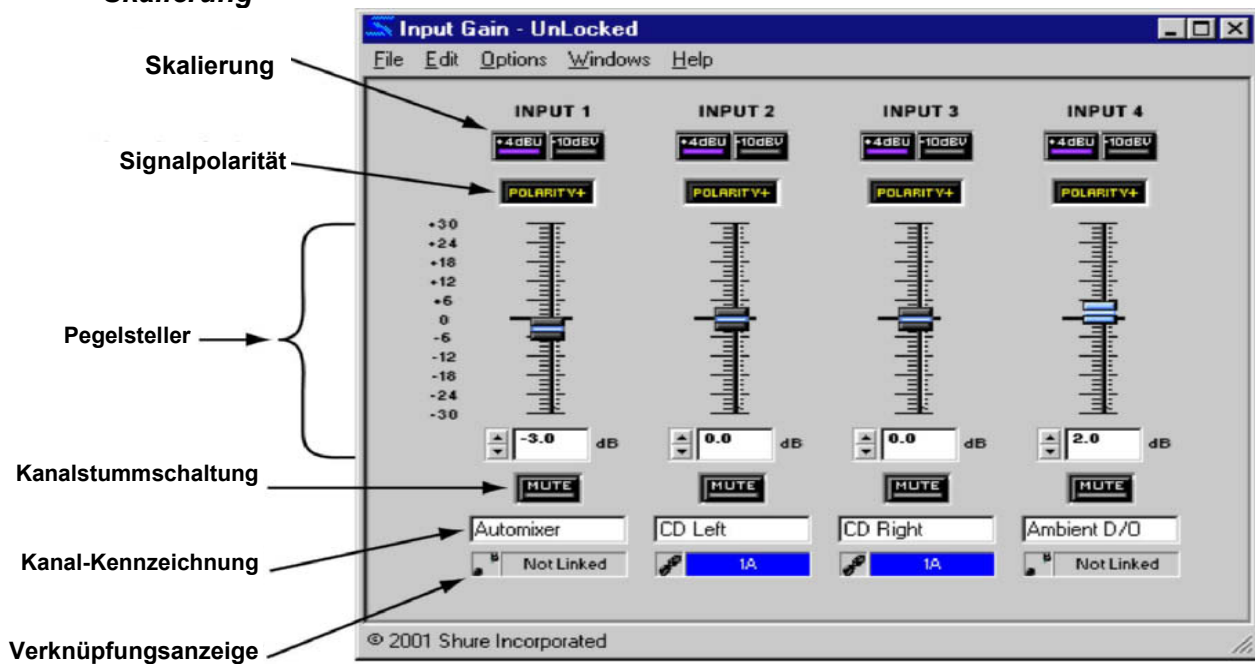 Skalierung
Input Gain - UnLocked
File Edit Options Windows Help
Skalierung
INPUT 1 INPUT 2 INPUT 3 INPUT 4
+4dBU -10dBV +4dBU -10dBV +4dBU -10dBV +4dBU -10dBV
Signalpolarität
POLARITY+ POLARITY+ POLARITY+ POLARITY+
+30
+24
+18
+12
+6
0
-6
-12
-18
-24
-30
Pegelsteller
-3.0 dB 0.0 dB 0.0 dB 2.0 dB
Kanalstummschaltung
MUTE MUTE MUTE MUTE
Automixer CD Left CD Right Ambient D/O
Kanal-Kennzeichnung
Not Linked 1A 1A Not Linked
Verknüpfungsanzeige
© 2001 Shure Incorporated